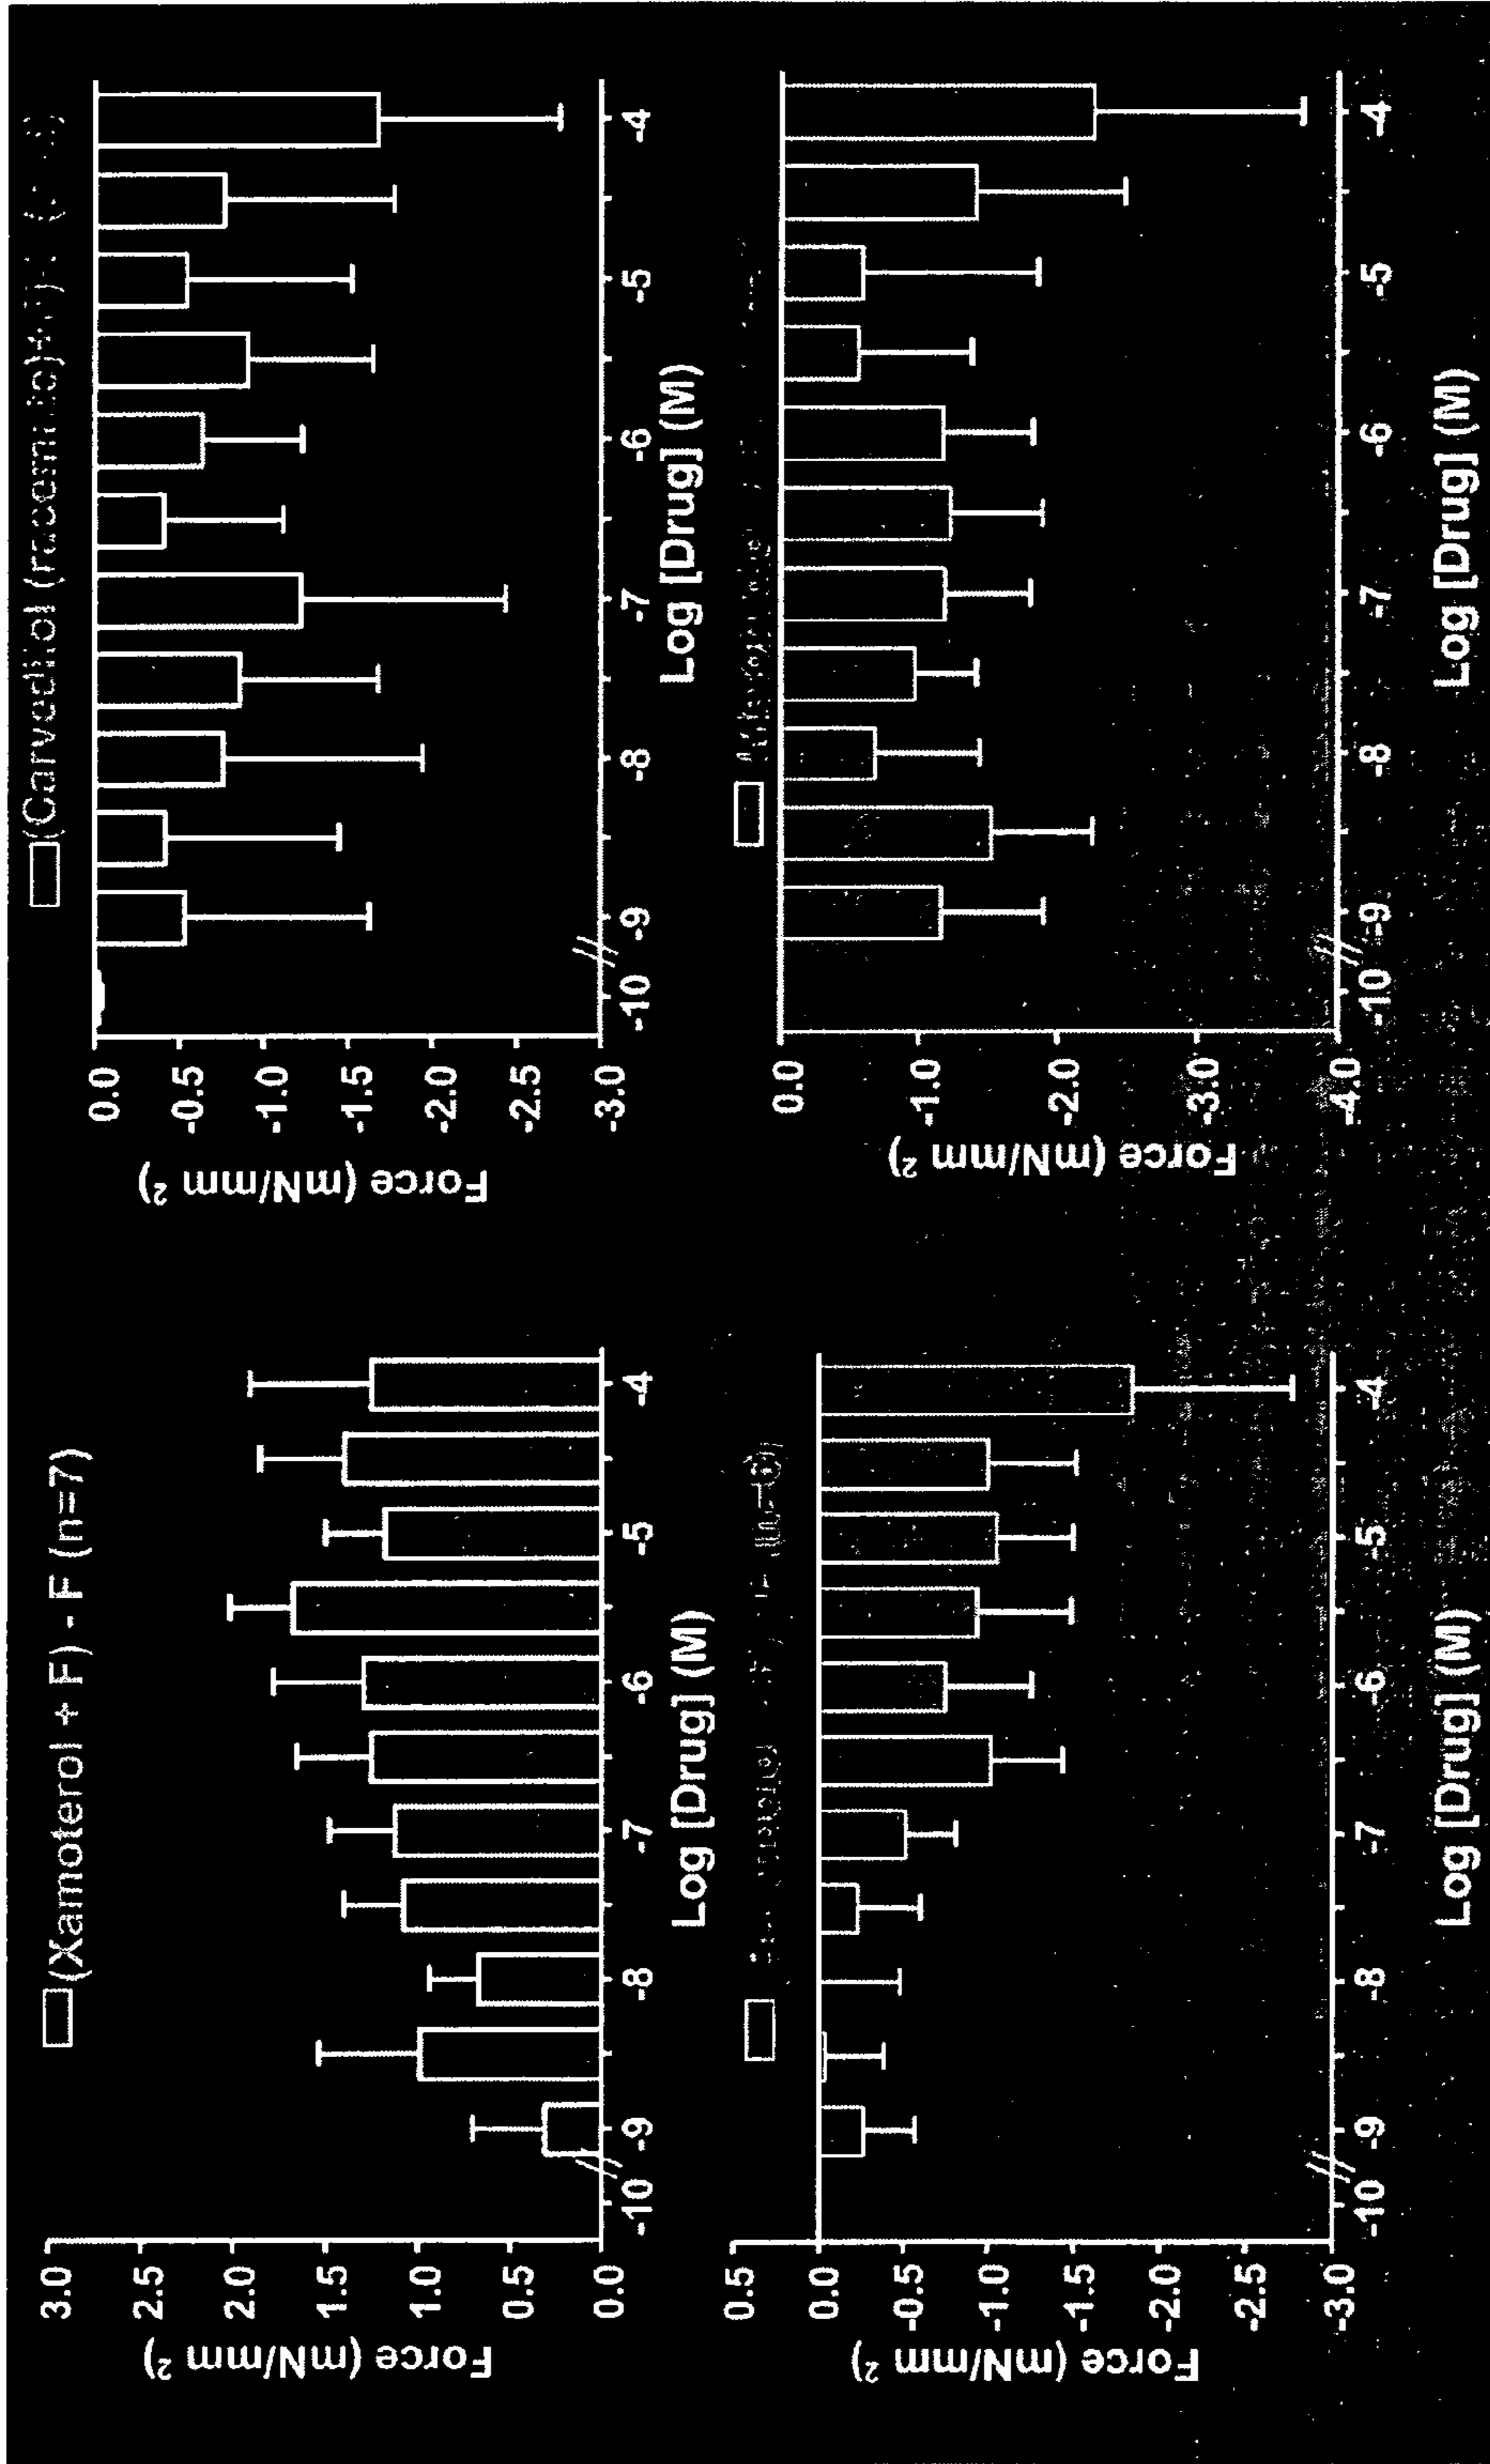 (Xamoterol + F) - F (n=7)
Force (mN/mm ²)
3.0
2.5
2.0
1.5
1.0
0.5
0.0
-10 -9 -8 -7 -6 -5 -4
Log [Drug] (M)
(Carvedilol
Force (mN/mm ²)
0.0
-0.5
-1.0
-1.5
-2.0
-2.5
-3.0
-10 -9 -8 -7 -6 -5 -4
Log [Drug] (M)
Force (mN/mm ²)
0.5
0.0
-0.5
-1.0
-1.5
-2.0
-2.5
-3.0
-10 -9 -8 -7 -6 -5 -4
Log [Drug] (M)
Force (mN/mm ²)
0.0
-1.0
-2.0
-3.0
-4.0
-10 -9 -8 -7 -6 -5 -4
Log [Drug] (M)